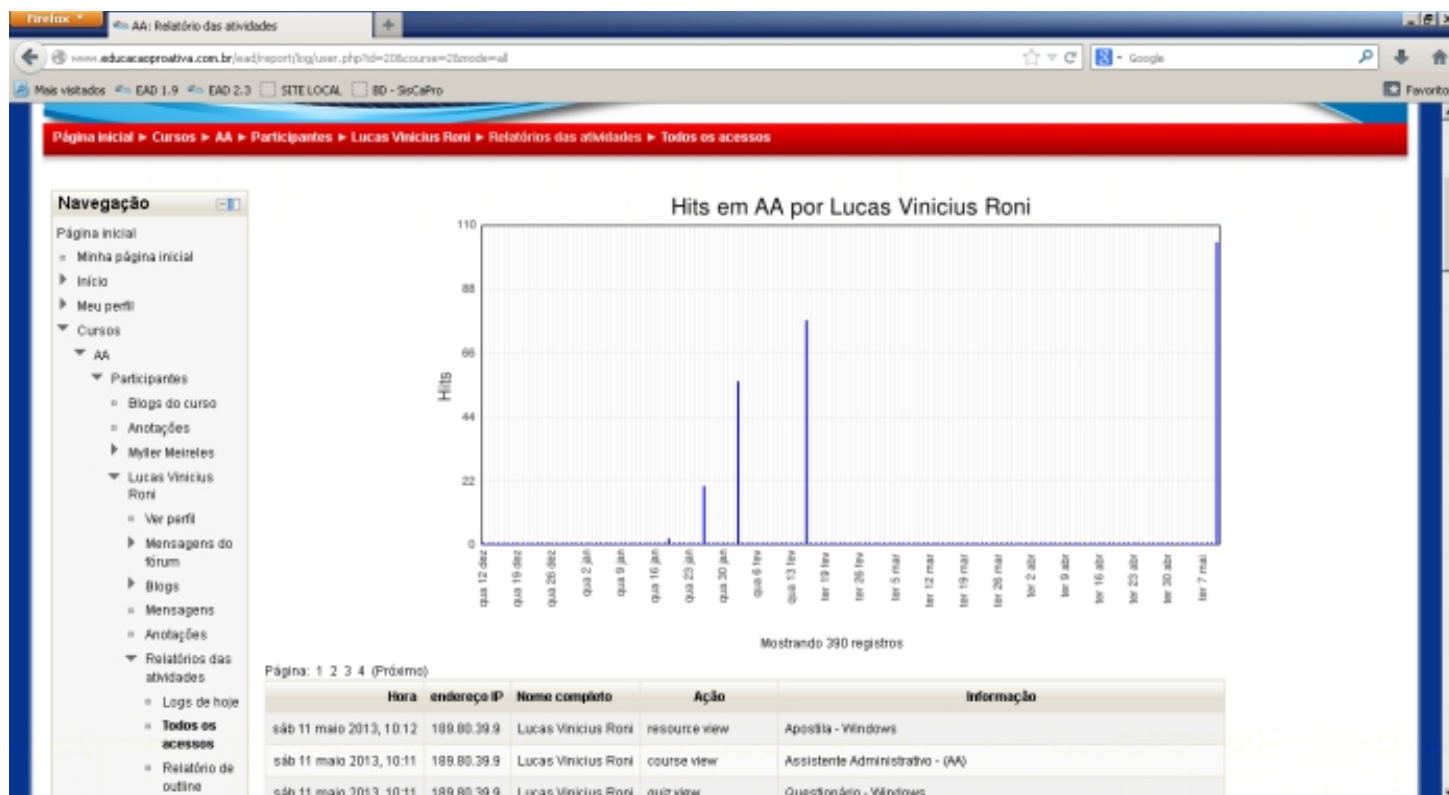 Firefox
AA: Relatório das atividades
www.educacaoproativa.com.br/ead/report/log/user.php?id=20&course=2&mode=all
Google
Mais visitados EAD 1.9 EAD 2.3 SITE LOCAL BD - SisCaPro
Favoritos
Página inicial ► Cursos ► AA ► Participantes ► Lucas Vinicius Roni ► Relatórios das atividades ► Todos os acessos
Navegação
Página inicial
Minha página inicial
Início
Meu perfil
Cursos
AA
Participantes
Blogs do curso
Anotações
Myller Meireles
Lucas Vinicius
Roni
Ver perfil
Mensagens do
fórum
Blogs
Mensagens
Anotações
Relatórios das
atividades
Logs de hoje
Todos os
acessos
Relatório de
outline
Hits em AA por Lucas Vinicius Roni
110
88
66
44
22
0
Hits
qua 12 dez
qua 19 dez
qua 26 dez
qua 2 jan
qua 9 jan
qua 16 jan
qua 23 jan
qua 30 jan
qua 6 fev
qua 13 fev
ter 19 fev
ter 26 fev
ter 5 mar
ter 12 mar
ter 19 mar
ter 26 mar
ter 2 abr
ter 9 abr
ter 16 abr
ter 23 abr
ter 30 abr
ter 7 mai
Mostrando 390 registros
Página: 1 2 3 4 (Próximo)
Hora endereço IP Nome completo Ação Informação
sáb 11 maio 2013, 10:12 189.80.39.9 Lucas Vinicius Roni resource view Apostila - Windows
sáb 11 maio 2013, 10:11 189.80.39.9 Lucas Vinicius Roni course view Assistente Administrativo - (AA)
sáb 11 maio 2013, 10:11 189.80.39.9 Lucas Vinicius Roni quiz view Questionário - Windows